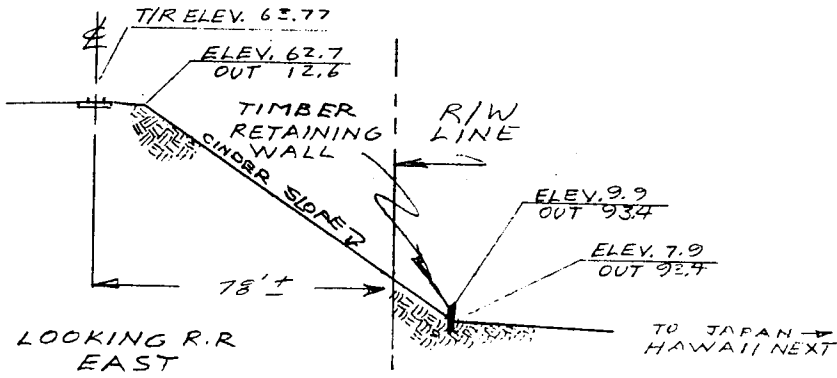 T/R ELEV. 63.77
℄
ELEV. 62.7
OUT 12.6
TIMBER
RETAINING
WALL
R/W
LINE
CINDER SLOPE
ELEV. 9.9
OUT 93.4
ELEV. 7.9
OUT 93.4
78' ±
LOOKING R.R
EAST
TO JAPAN
HAWAII NEXT